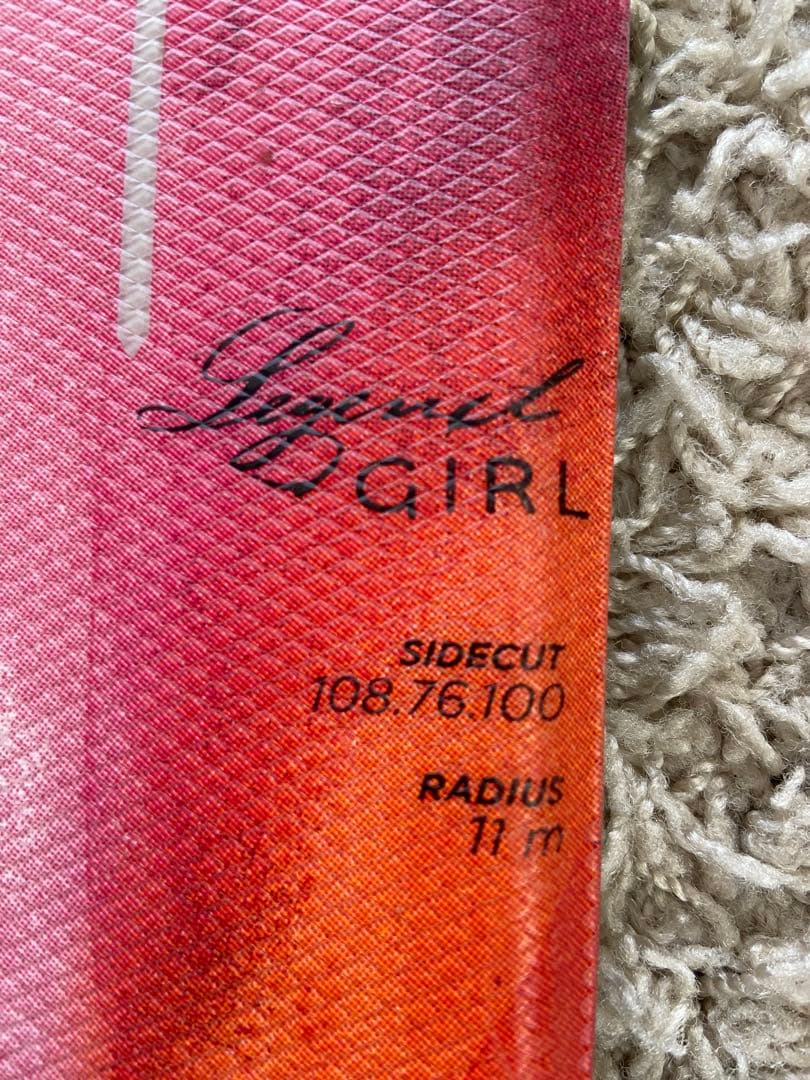 Legend
GIRL
SIDECUT
108.76.100
RADIUS
11 m